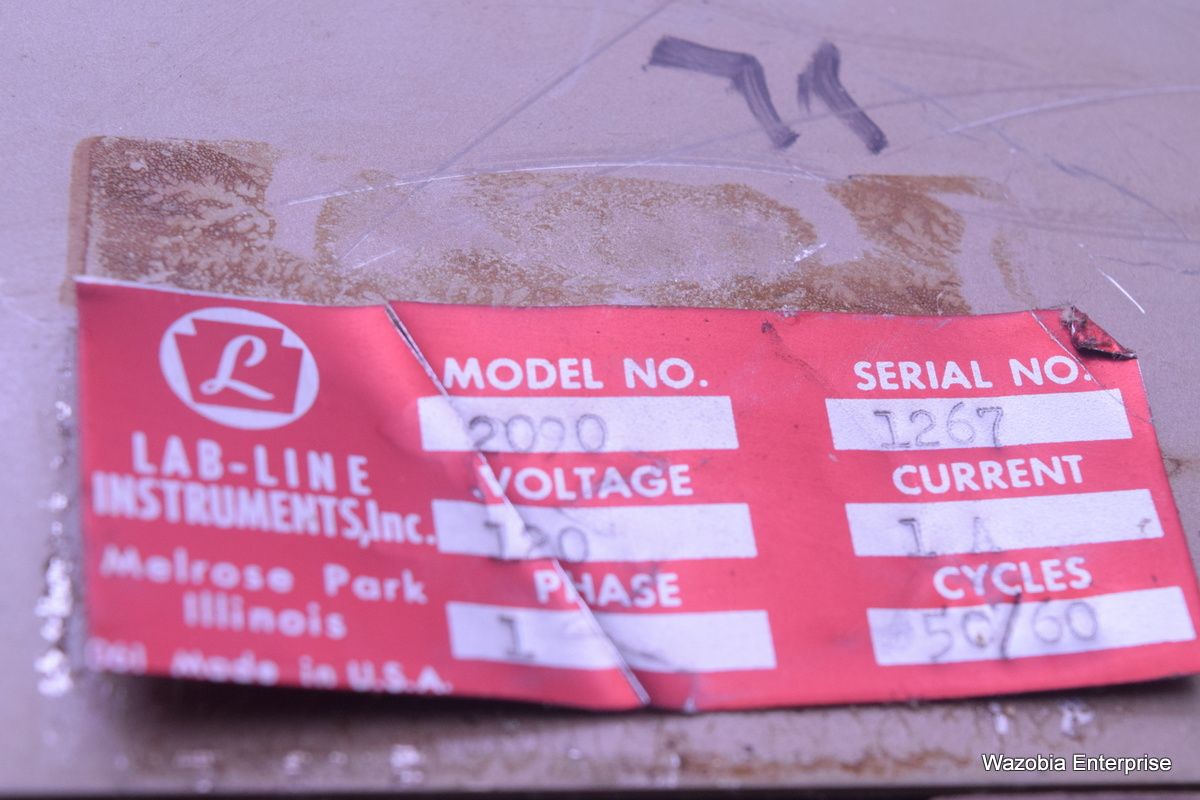 L
LAB-LINE
INSTRUMENTS,Inc.
Melrose Park
Illinois
Made in U.S.A.
MODEL NO.
2090
VOLTAGE
120
PHASE
1
SERIAL NO.
1267
CURRENT
1 A
CYCLES
50/60
Wazobia Enterprise